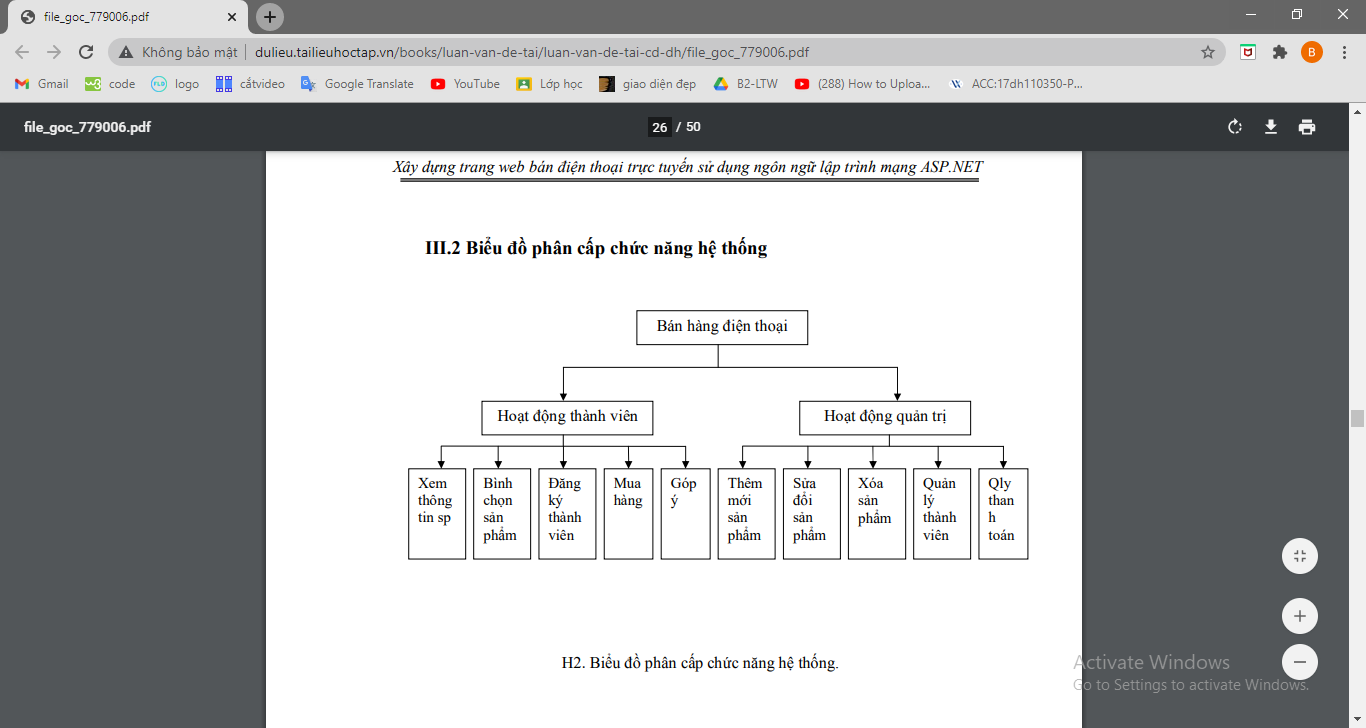 file_goc_779006.pdf
Không bảo mật
dulieu.tailieuhoctap.vn/books/luan-van-de-tai/luan-van-de-tai-cd-dh/file_goc_779006.pdf
B
Gmail
code
logo
cắtvideo
Google Translate
YouTube
Lớp học
giao diện đẹp
B2-LTW
(288) How to Uploa...
ACC:17dh110350-P...
file_goc_779006.pdf
26 / 50
Xây dựng trang web bán điện thoại trực tuyến sử dụng ngôn ngữ lập trình mạng ASP.NET
III.2 Biểu đồ phân cấp chức năng hệ thống
Bán hàng điện thoại
Hoạt động thành viên
Hoạt động quản trị
Xem
thông
tin sp
Bình
chọn
sản
phẩm
Đăng
ký
thành
viên
Mua
hàng
Góp
ý
Thêm
mới
sản
phẩm
Sửa
đổi
sản
phẩm
Xóa
sản
phẩm
Quản
lý
thành
viên
Qly
than
h
toán
H2. Biểu đồ phân cấp chức năng hệ thống.
Activate Windows
Go to Settings to activate Windows.